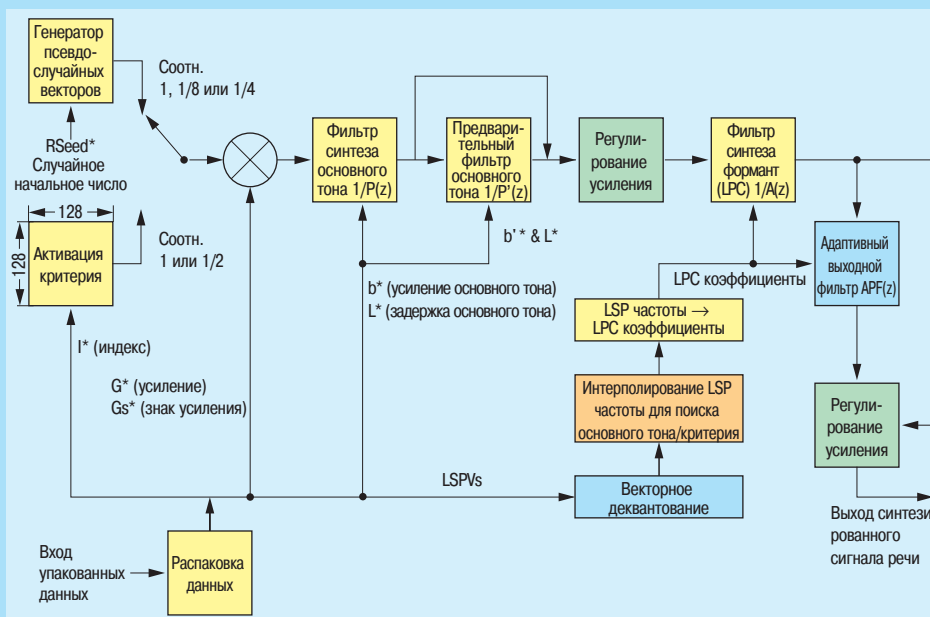 Генератор
псевдо-
случайных
векторов
Соотн.
1, 1/8 или 1/4
RSeed*
Случайное
начальное число
128
128
Активация
критерия
Соотн.
1 или 1/2
Фильтр
синтеза
основного
тона 1/P(z)
Предвари-
тельный
фильтр
основного
тона 1/P'(z)
Регули-
рование
усиления
Фильтр
синтеза
формант
(LPC) 1/A(z)
b'* & L*
b* (усиление основного тона)
L* (задержка основного тона)
LPC коэффициенты
Адаптивный
выходной
фильтр APF(z)
LSP частоты →
LPC коэффициенты
I* (индекс)
G* (усиление)
Gs* (знак усиления)
Интерполирование LSP
частоты для поиска
основного тона/критерия
Регули-
рование
усиления
LSPVs
Векторное
деквантование
Выход синтези
рованного
сигнала речи
Вход
упакованных
данных
Распаковка
данных